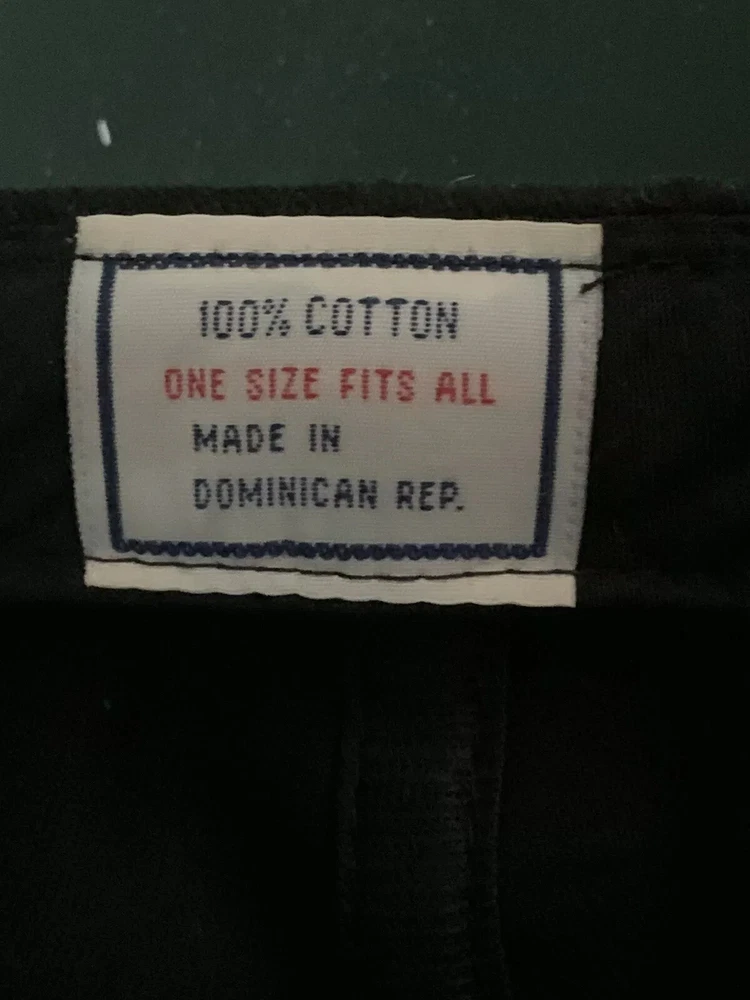 100% COTTON
ONE SIZE FITS ALL
MADE IN
DOMINICAN REP.